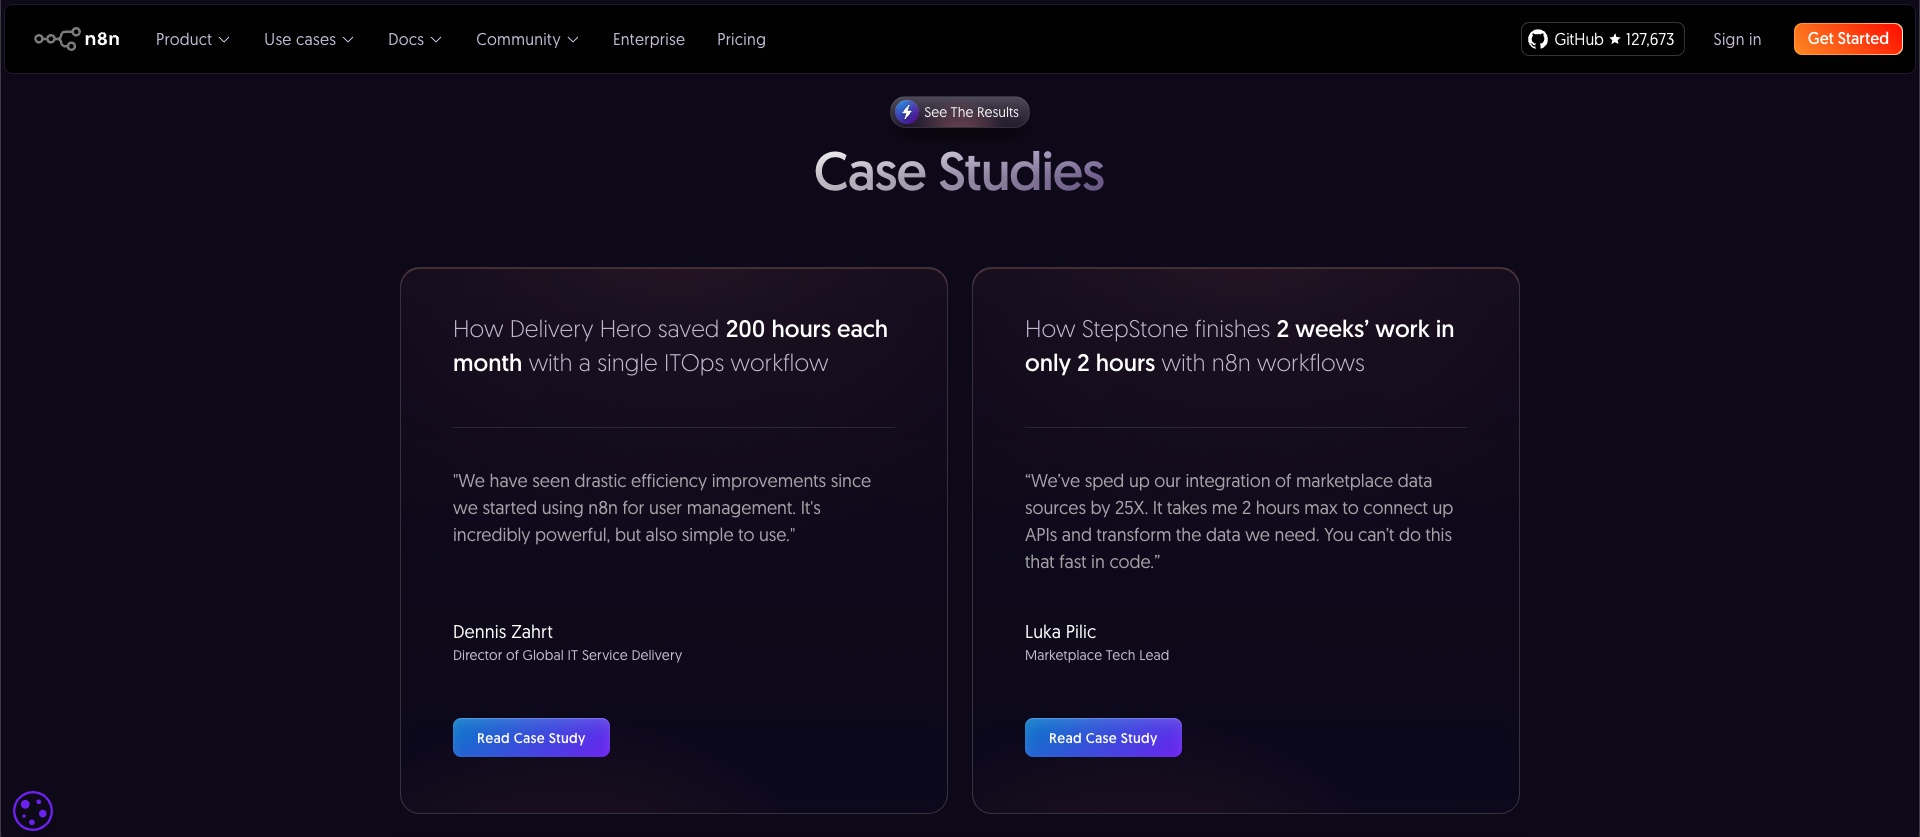 n8n
Product
Use cases
Docs
Community
Enterprise
Pricing
GitHub ★ 127,673
Sign in
Get Started
See The Results
Case Studies
How Delivery Hero saved 200 hours each
month with a single ITOps workflow
"We have seen drastic efficiency improvements since
we started using n8n for user management. It's
incredibly powerful, but also simple to use."
Dennis Zahrt
Director of Global IT Service Delivery
Read Case Study
How StepStone finishes 2 weeks’ work in
only 2 hours with n8n workflows
“We’ve sped up our integration of marketplace data
sources by 25X. It takes me 2 hours max to connect up
APIs and transform the data we need. You can’t do this
that fast in code.”
Luka Pilic
Marketplace Tech Lead
Read Case Study